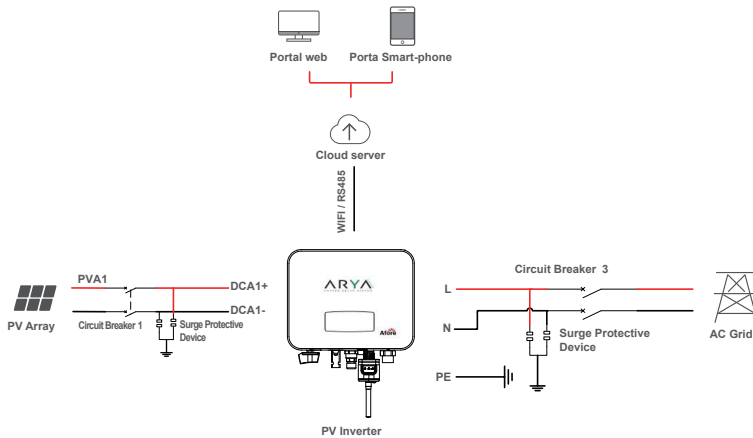 Portal web
Porta Smart-phone
Cloud server
WIFI / RS485
PVA1
DCA1+
DCA1-
PV Array
Circuit Breaker 1
Surge Protective
Device
ARYA
Afore
PV Inverter
Circuit Breaker 3
L
N
Surge Protective
Device
PE
AC Grid